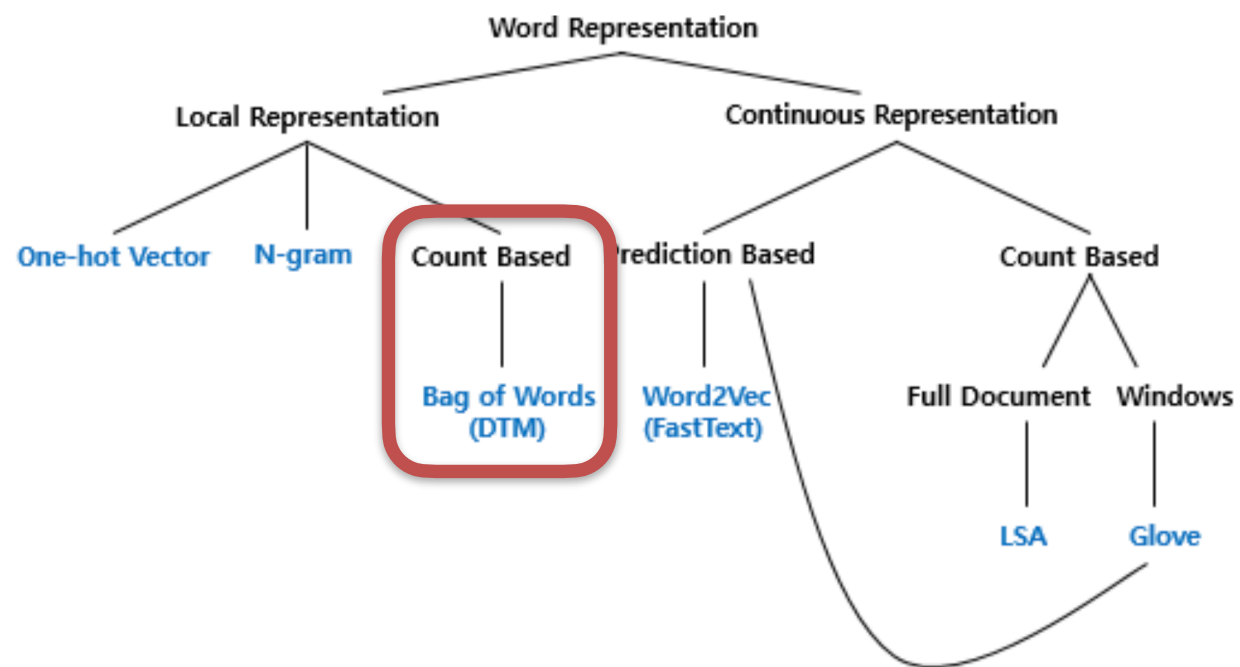 Word Representation
Local Representation
Continuous Representation
One-hot Vector
N-gram
Count Based
Prediction Based
Count Based
Bag of Words
(DTM)
Word2Vec
(FastText)
Full Document
Windows
LSA
Glove